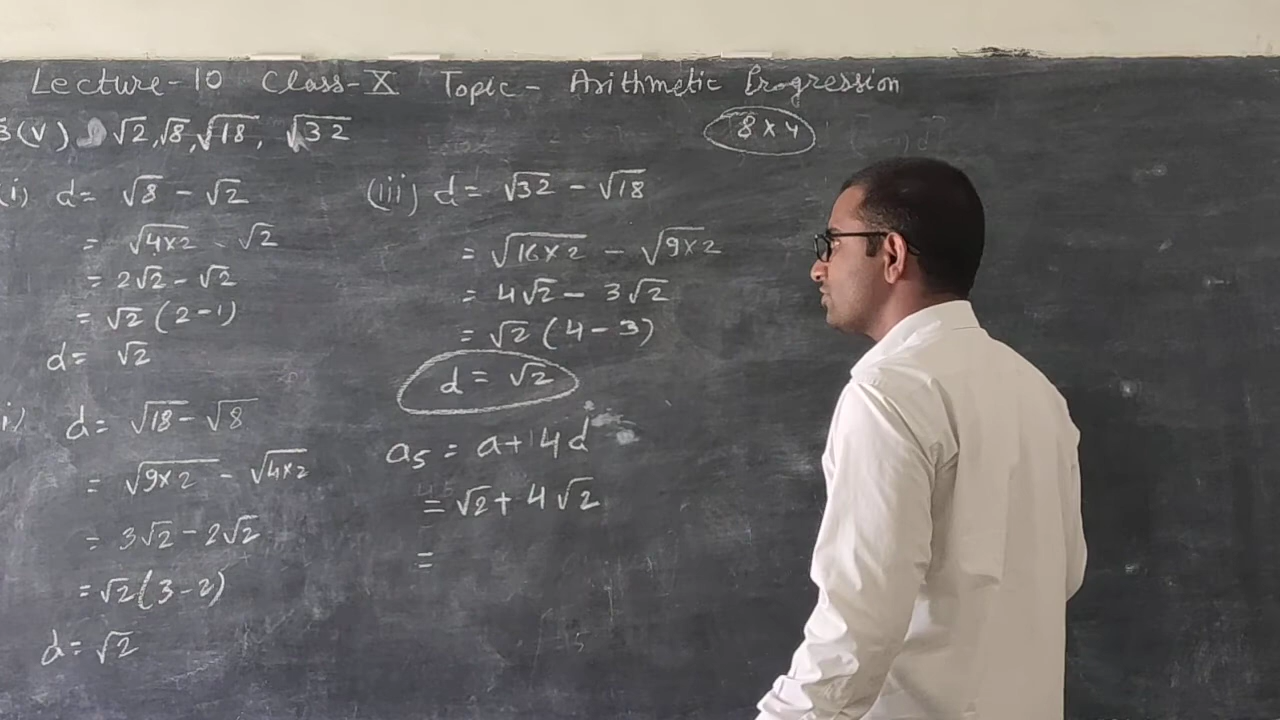 Lecture-10 Class-X Topic- Arithmetic Progression
3(v) √2, √8, √18, √32
8×4
(i) d= √8 - √2
= √4×2 - √2
= 2√2 - √2
= √2 (2-1)
d= √2
i) d= √18 - √8
= √9×2 - √4×2
= 3√2 - 2√2
= √2(3-2)
d= √2
(iii) d= √32 - √18
= √16×2 - √9×2
= 4√2 - 3√2
= √2 (4-3)
d = √2
a₅ = a+4d
= √2 + 4√2
=